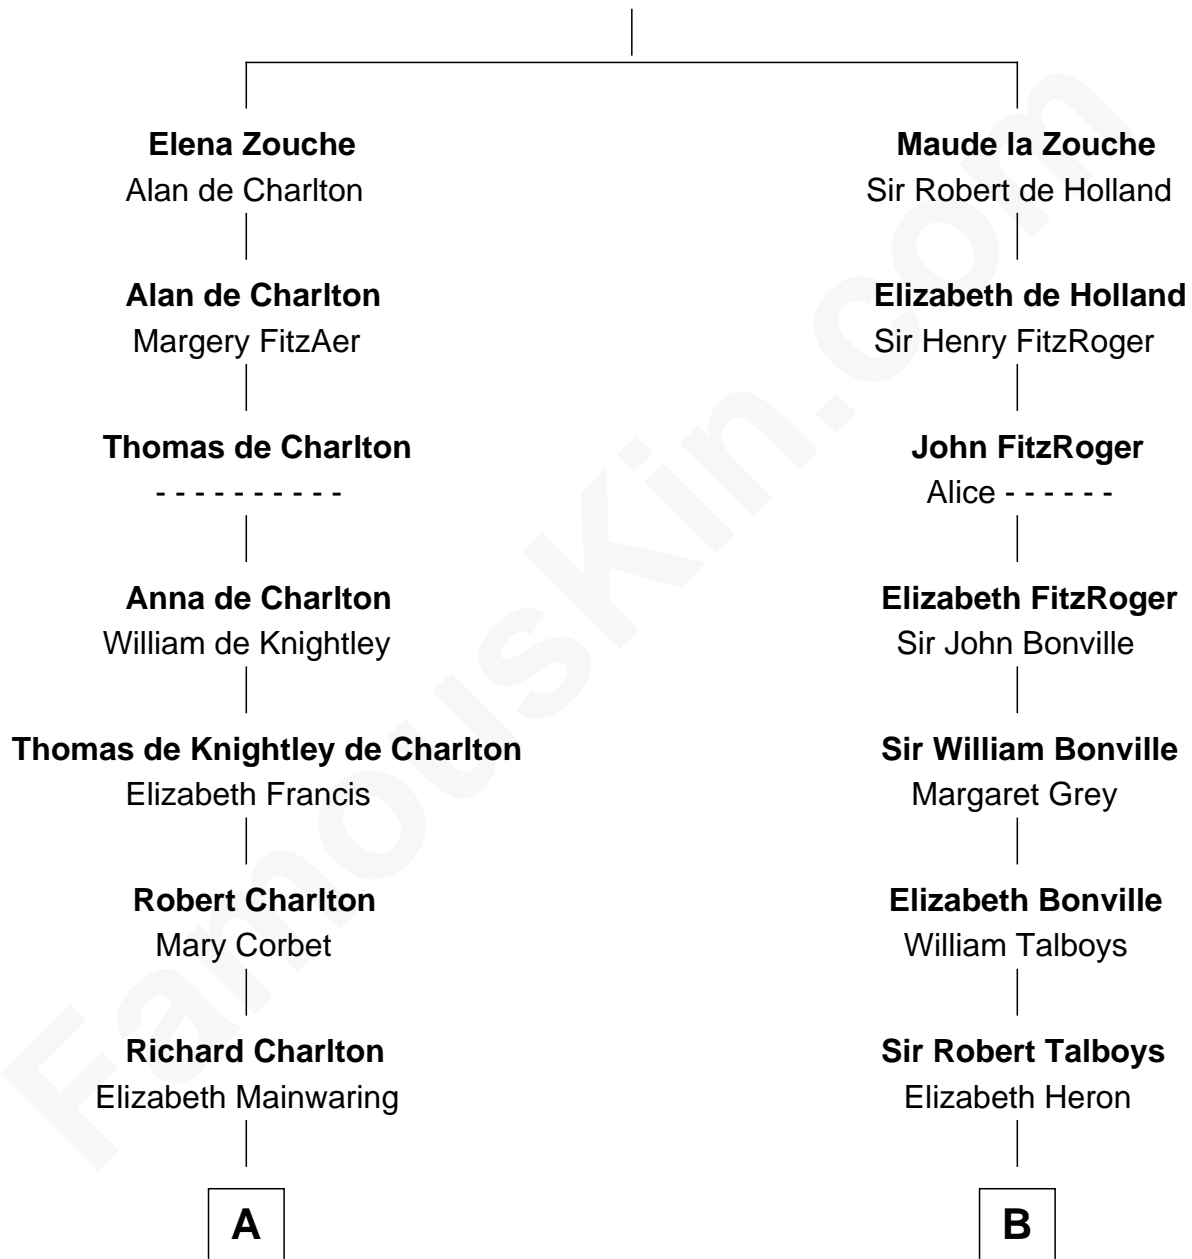 Elena Zouche
Alan de Charlton
Alan de Charlton
Margery FitzAer
Thomas de Charlton
- - - - - - - - - -
Anna de Charlton
William de Knightley
Thomas de Knightley de Charlton
Elizabeth Francis
Robert Charlton
Mary Corbet
Richard Charlton
Elizabeth Mainwaring
A
Maude la Zouche
Sir Robert de Holland
Elizabeth de Holland
Sir Henry FitzRoger
John FitzRoger
Alice - - - - - -
Elizabeth FitzRoger
Sir John Bonville
Sir William Bonville
Margaret Grey
Elizabeth Bonville
William Talboys
Sir Robert Talboys
Elizabeth Heron
B
FamousKin.com